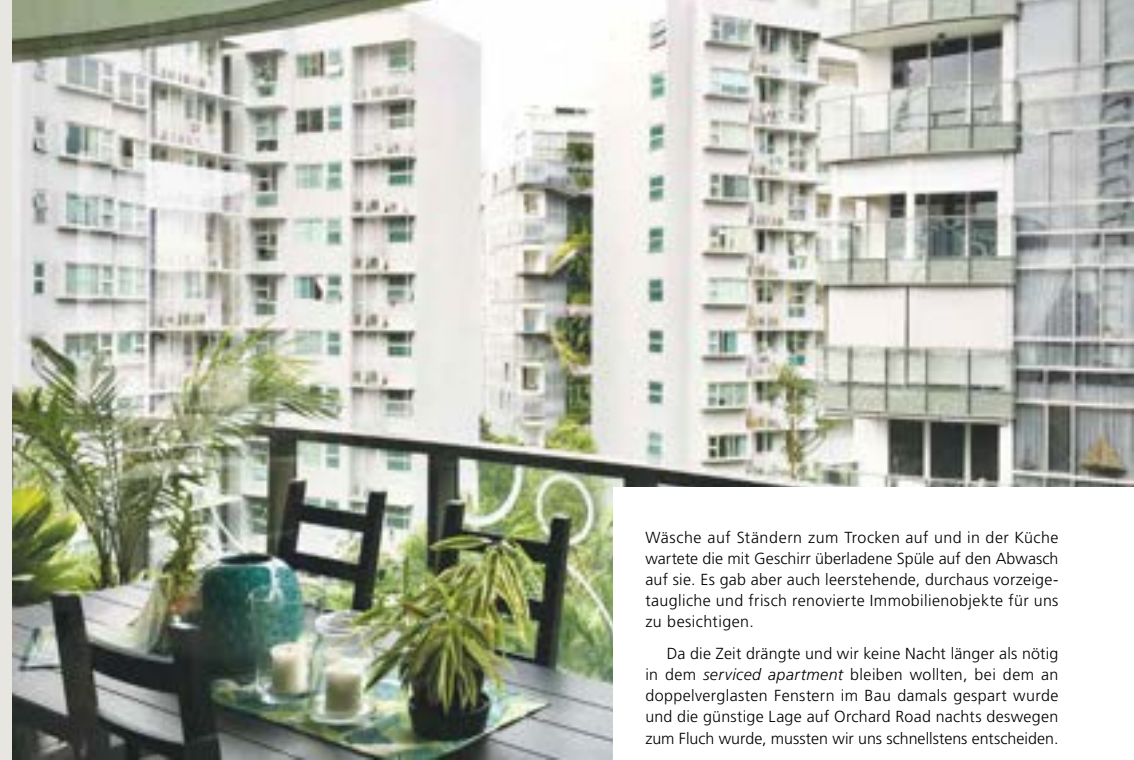 Wäsche auf Ständern zum Trocken auf und in der Küche
wartete die mit Geschirr überladene Spüle auf den Abwasch
auf sie. Es gab aber auch leerstehende, durchaus vorzeige-
taugliche und frisch renovierte Immobilienobjekte für uns
zu besichtigen.
Da die Zeit drängte und wir keine Nacht länger als nötig
in dem serviced apartment bleiben wollten, bei dem an
doppelverglasten Fenstern im Bau damals gespart wurde
und die günstige Lage auf Orchard Road nachts deswegen
zum Fluch wurde, mussten wir uns schnellstens entscheiden.